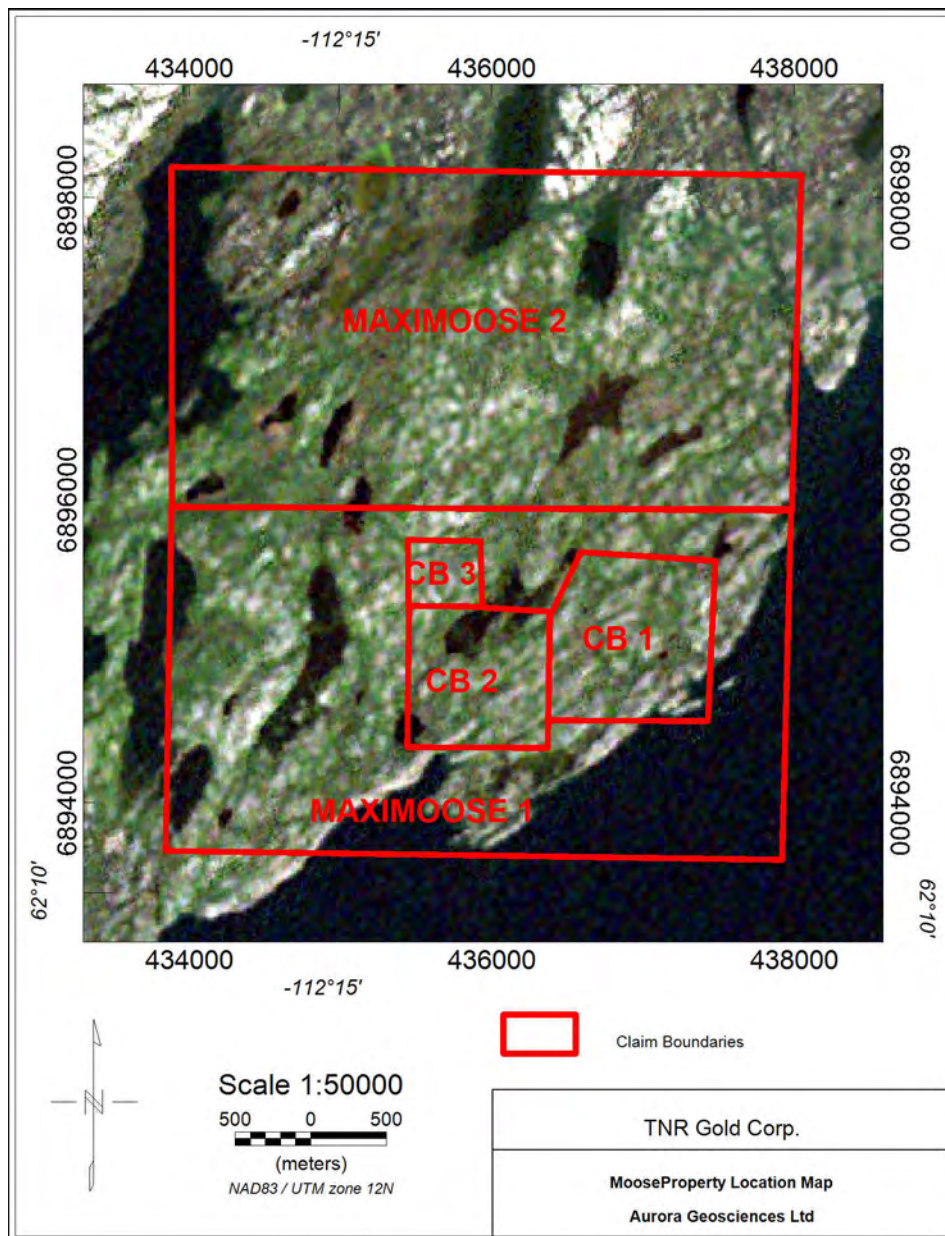 -112°15'
434000 436000 438000
6898000 6898000
MAXIMOOSE 2
6896000 6896000
CB 3
CB 1
CB 2
6894000 6894000
MAXIMOOSE 1
62°10' 62°10'
434000 436000 438000
-112°15'
Claim Boundaries
N
Scale 1:50000
500 0 500
(meters)
NAD83 / UTM zone 12N
TNR Gold Corp.
MooseProperty Location Map
Aurora Geosciences Ltd